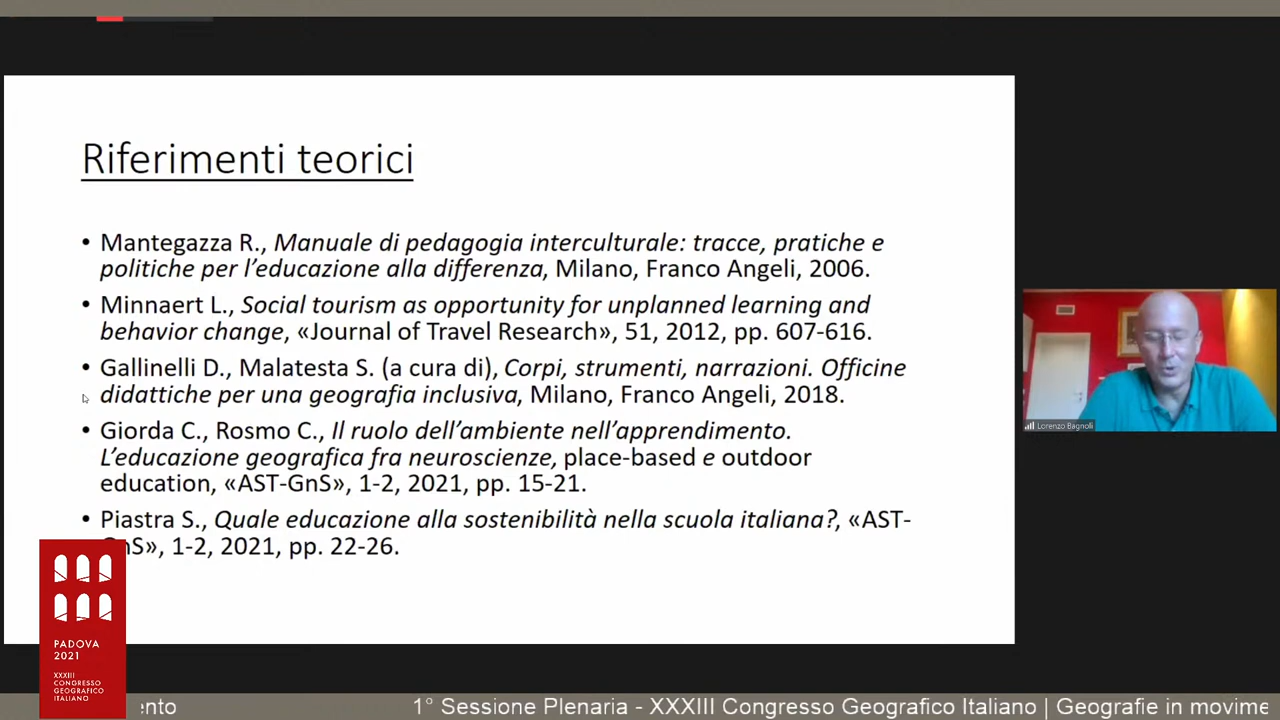 Riferimenti teorici
• Mantegazza R., Manuale di pedagogia interculturale: tracce, pratiche e
politiche per l’educazione alla differenza, Milano, Franco Angeli, 2006.
• Minnaert L., Social tourism as opportunity for unplanned learning and
behavior change, «Journal of Travel Research», 51, 2012, pp. 607-616.
• Gallinelli D., Malatesta S. (a cura di), Corpi, strumenti, narrazioni. Officine
didattiche per una geografia inclusiva, Milano, Franco Angeli, 2018.
• Giorda C., Rosmo C., Il ruolo dell’ambiente nell’apprendimento.
L’educazione geografica fra neuroscienze, place-based e outdoor
education, «AST-GnS», 1-2, 2021, pp. 15-21.
• Piastra S., Quale educazione alla sostenibilità nella scuola italiana?, «AST-
GnS», 1-2, 2021, pp. 22-26.
Lorenzo Bagnoli
PADOVA
2021
XXXIII
CONGRESSO
GEOGRAFICO
ITALIANO
ento 1° Sessione Plenaria - XXXIII Congresso Geografico Italiano | Geografie in movime